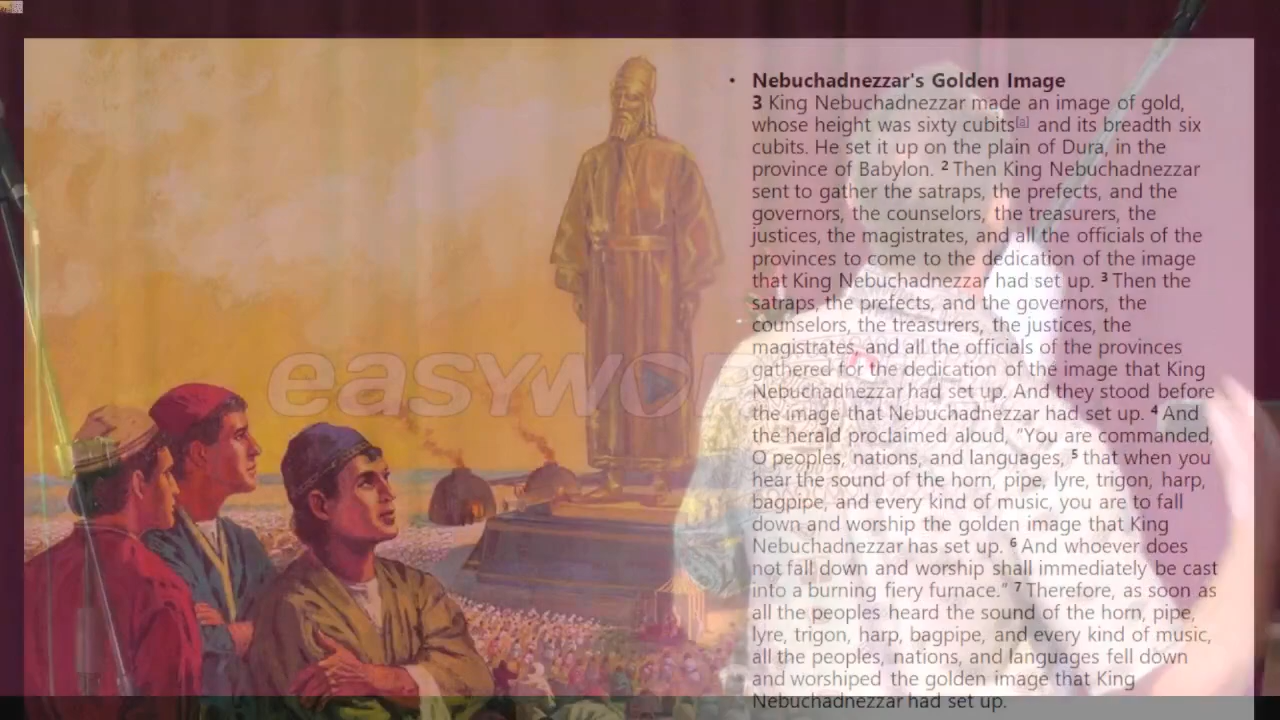 • Nebuchadnezzar's Golden Image
3 King Nebuchadnezzar made an image of gold,
whose height was sixty cubits[a] and its breadth six
cubits. He set it up on the plain of Dura, in the
province of Babylon. 2 Then King Nebuchadnezzar
sent to gather the satraps, the prefects, and the
governors, the counselors, the treasurers, the
justices, the magistrates, and all the officials of the
provinces to come to the dedication of the image
that King Nebuchadnezzar had set up. 3 Then the
satraps, the prefects, and the governors, the
counselors, the treasurers, the justices, the
magistrates, and all the officials of the provinces
gathered for the dedication of the image that King
Nebuchadnezzar had set up. And they stood before
the image that Nebuchadnezzar had set up. 4 And
the herald proclaimed aloud, “You are commanded,
O peoples, nations, and languages, 5 that when you
hear the sound of the horn, pipe, lyre, trigon, harp,
bagpipe, and every kind of music, you are to fall
down and worship the golden image that King
Nebuchadnezzar has set up. 6 And whoever does
not fall down and worship shall immediately be cast
into a burning fiery furnace.” 7 Therefore, as soon as
all the peoples heard the sound of the horn, pipe,
lyre, trigon, harp, bagpipe, and every kind of music,
all the peoples, nations, and languages fell down
and worshiped the golden image that King
Nebuchadnezzar had set up.